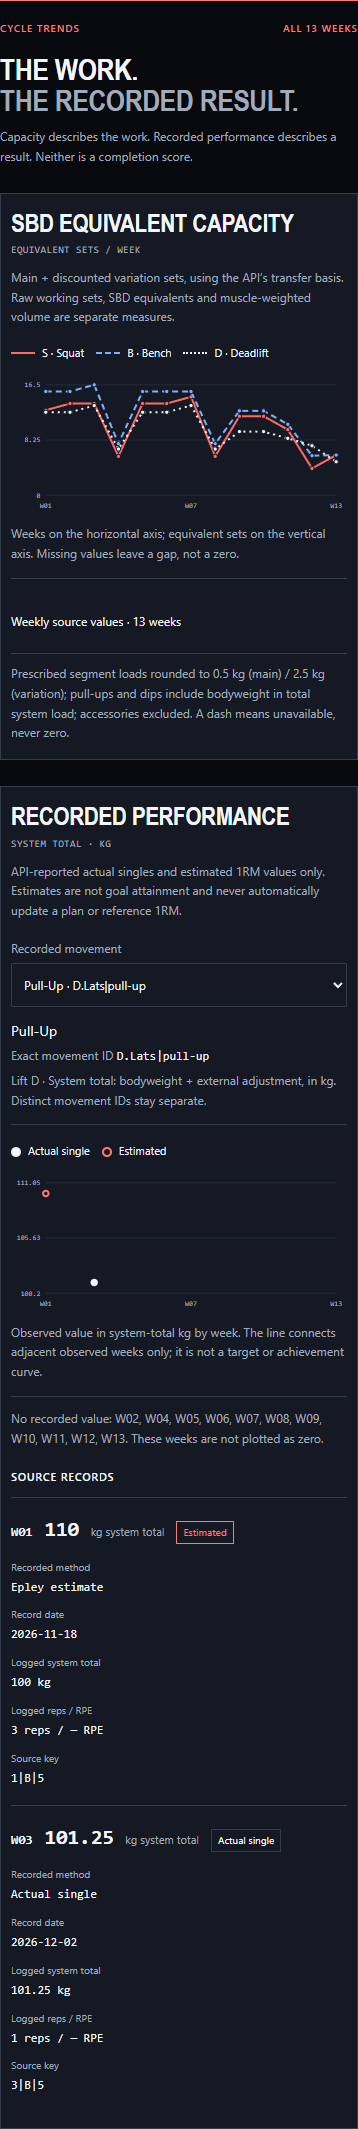 CYCLE TRENDS
ALL 13 WEEKS
THE WORK.
THE RECORDED RESULT.
Capacity describes the work. Recorded performance describes a
result. Neither is a completion score.
SBD EQUIVALENT CAPACITY
EQUIVALENT SETS / WEEK
Main + discounted variation sets, using the API's transfer basis.
Raw working sets, SBD equivalents and muscle-weighted
volume are separate measures.
S · Squat
B · Bench
D · Deadlift
16.5
8.25
0
W01
W07
W13
Weeks on the horizontal axis; equivalent sets on the vertical
axis. Missing values leave a gap, not a zero.
Weekly source values · 13 weeks
Prescribed segment loads rounded to 0.5 kg (main) / 2.5 kg
(variation); pull-ups and dips include bodyweight in total
system load; accessories excluded. A dash means unavailable,
never zero.
RECORDED PERFORMANCE
SYSTEM TOTAL · KG
API-reported actual singles and estimated 1RM values only.
Estimates are not goal attainment and never automatically
update a plan or reference 1RM.
Recorded movement
Pull-Up · D.Lats|pull-up
Pull-Up
Exact movement ID D.Lats|pull-up
Lift D · System total: bodyweight + external adjustment, in kg.
Distinct movement IDs stay separate.
Actual single
Estimated
111.05
105.63
100.2
W01
W07
W13
Observed value in system-total kg by week. The line connects
adjacent observed weeks only; it is not a target or achievement
curve.
No recorded value: W02, W04, W05, W06, W07, W08, W09,
W10, W11, W12, W13. These weeks are not plotted as zero.
SOURCE RECORDS
W01 110 kg system total Estimated
Recorded method
Epley estimate
Record date
2026-11-18
Logged system total
100 kg
Logged reps / RPE
3 reps / — RPE
Source key
1|B|5
W03 101.25 kg system total Actual single
Recorded method
Actual single
Record date
2026-12-02
Logged system total
101.25 kg
Logged reps / RPE
1 reps / — RPE
Source key
3|B|5